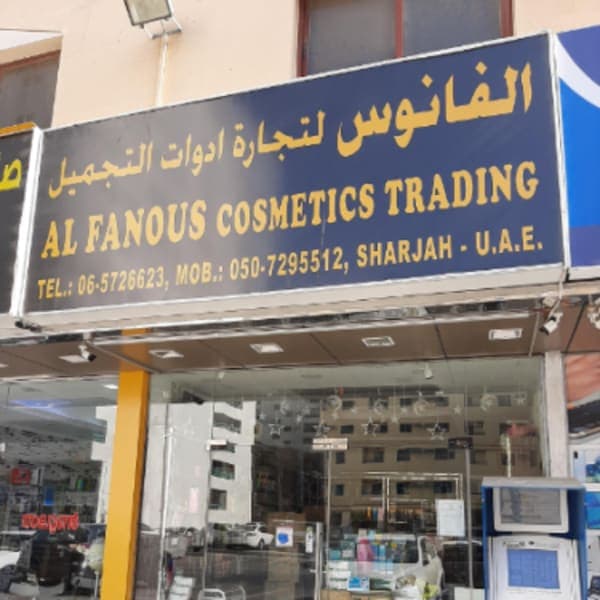 الفانوس لتجارة ادوات التجميل
AL FANOUS COSMETICS TRADING
TEL.: 06-5726623, MOB.: 050-7295512, SHARJAH - U.A.E.